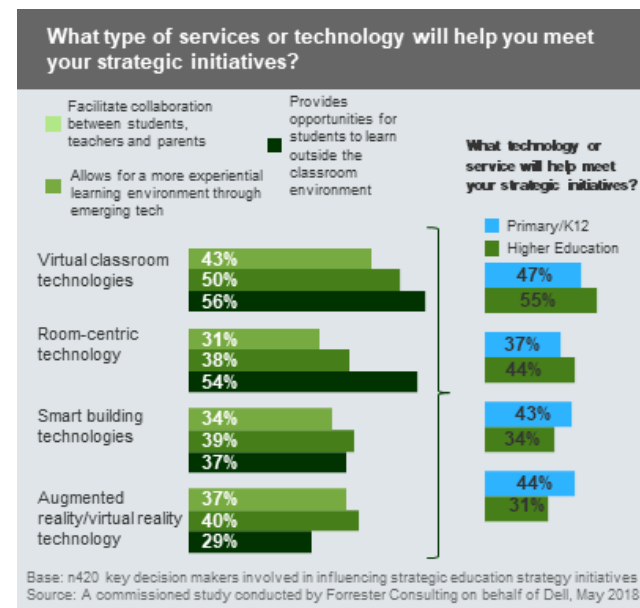 What type of services or technology will help you meet
your strategic initiatives?
Facilitate collaboration
between students,
teachers and parents
Allows for a more experiential
learning environment through
emerging tech
Provides
opportunities for
students to learn
outside the
classroom
environment
What technology or
service will help meet
your strategic initiatives?
Primary/K12
Higher Education
Virtual classroom
technologies
43%
50%
56%
47%
55%
Room-centric
technology
31%
38%
54%
37%
44%
Smart building
technologies
34%
39%
37%
43%
34%
Augmented
reality/virtual reality
technology
37%
40%
29%
44%
31%
Base: n420 key decision makers involved in influencing strategic education strategy initiatives
Source: A commissioned study conducted by Forrester Consulting on behalf of Dell, May 2018